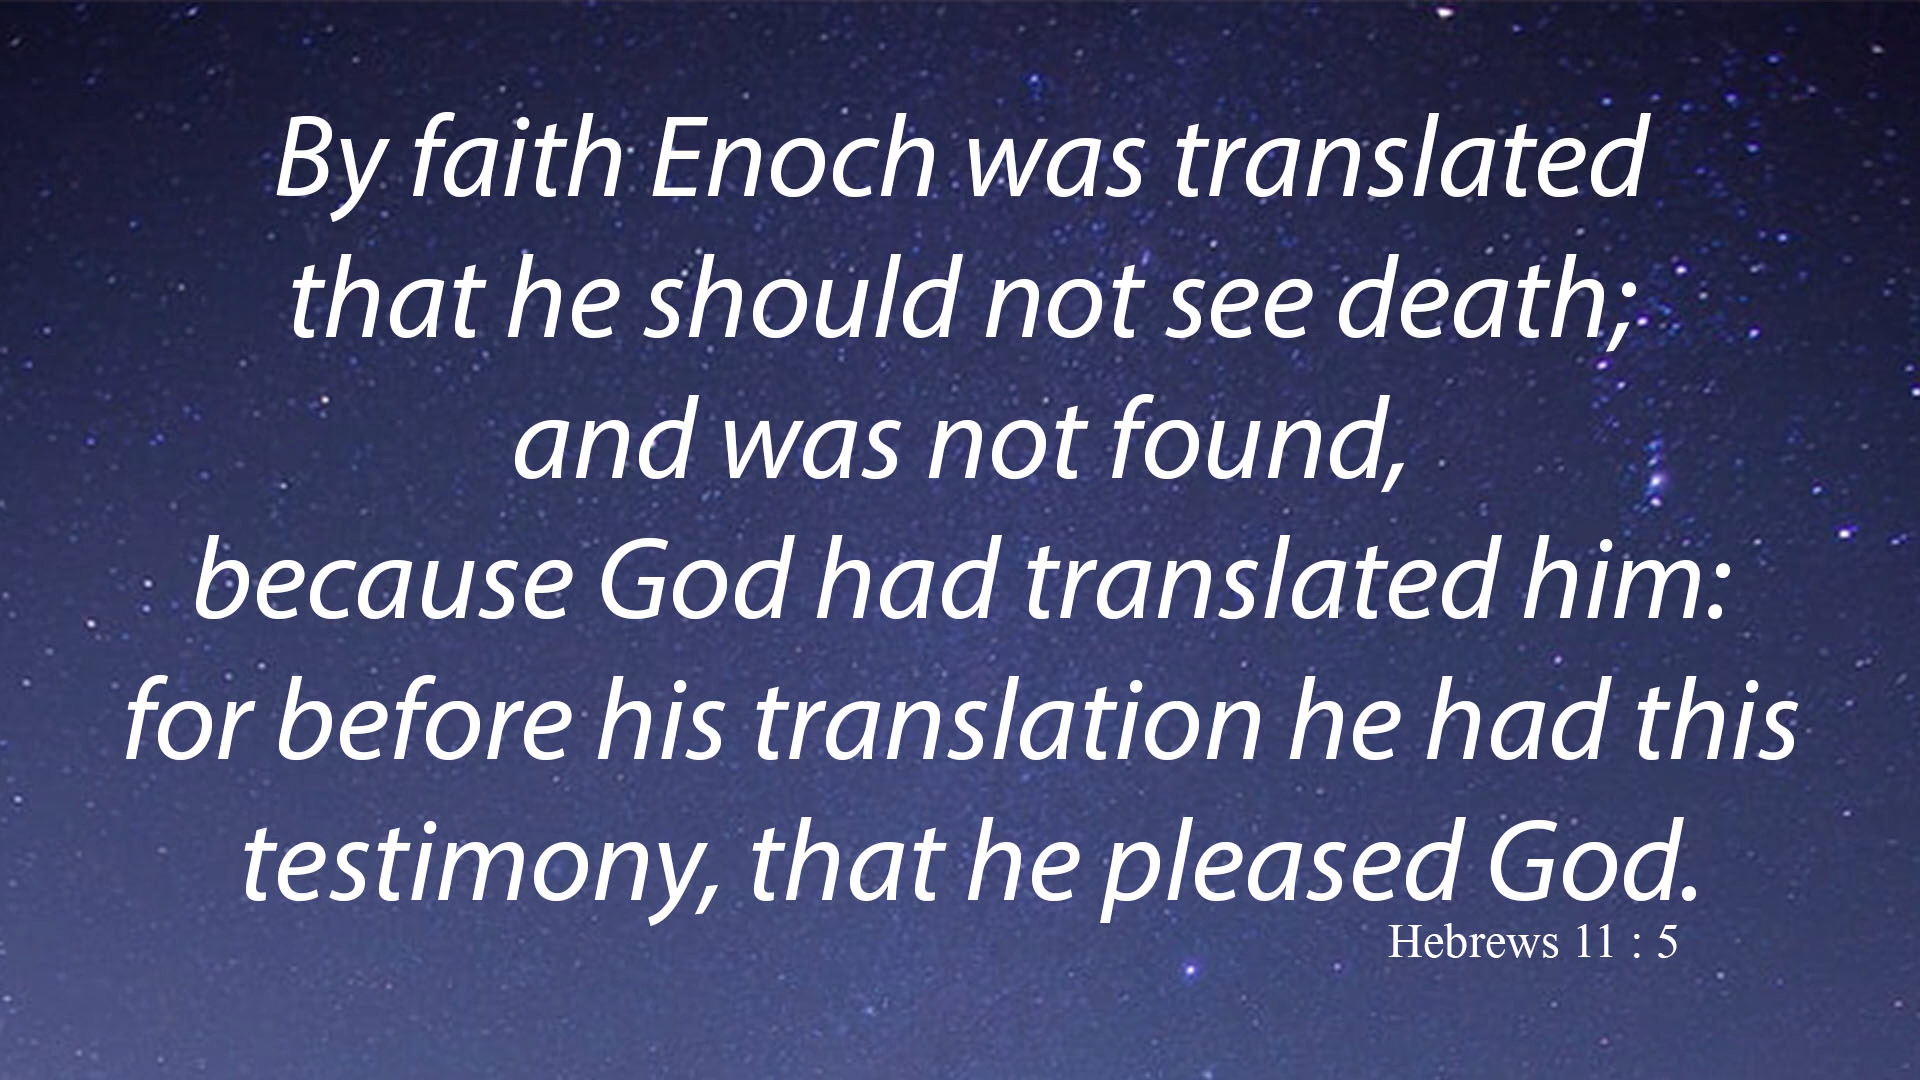 By faith Enoch was translated
that he should not see death;
and was not found,
because God had translated him:
for before his translation he had this
testimony, that he pleased God.
Hebrews 11 : 5